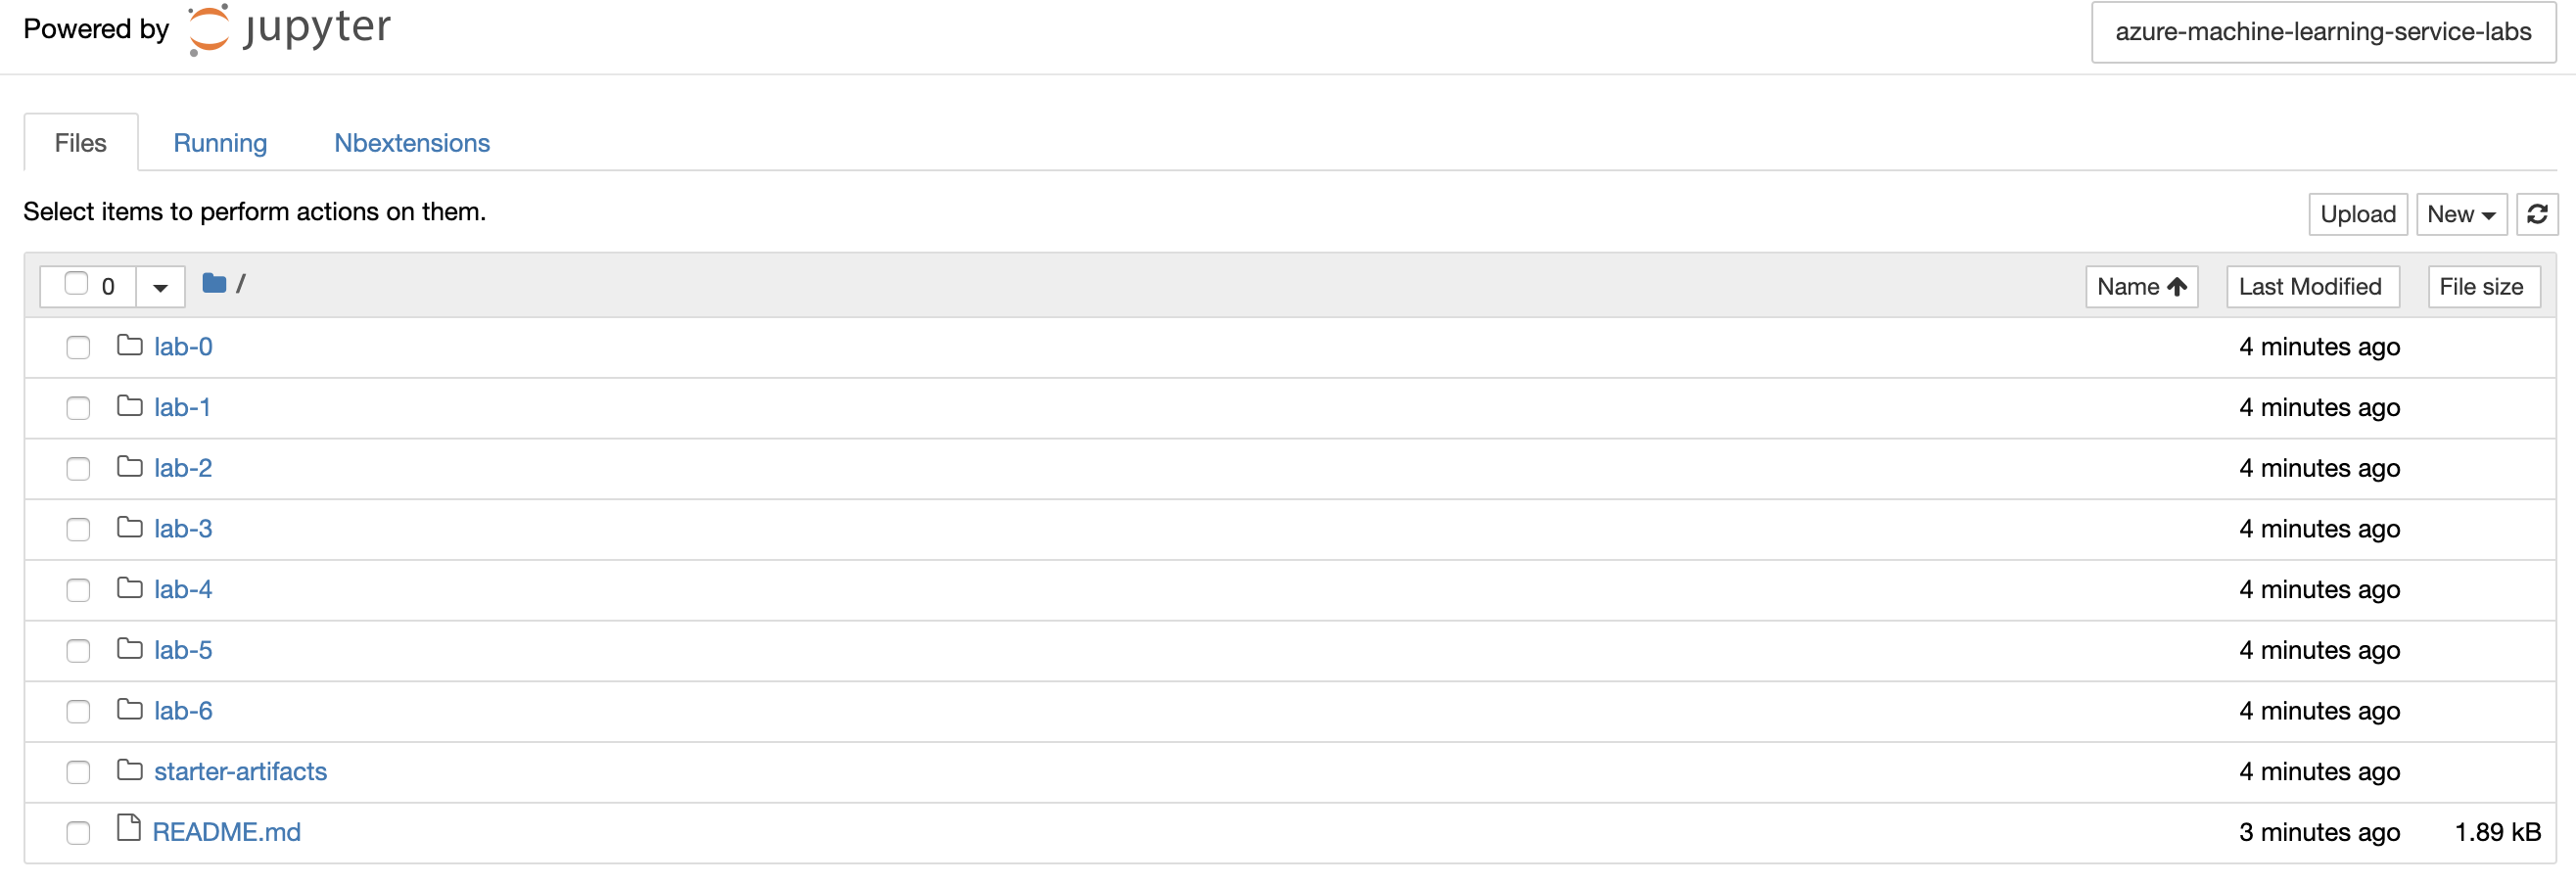 Powered by jupyter
azure-machine-learning-service-labs
Files Running Nbextensions
Select items to perform actions on them.
Upload New
0 / Name Last Modified File size
lab-0 4 minutes ago
lab-1 4 minutes ago
lab-2 4 minutes ago
lab-3 4 minutes ago
lab-4 4 minutes ago
lab-5 4 minutes ago
lab-6 4 minutes ago
starter-artifacts 4 minutes ago
README.md 3 minutes ago 1.89 kB